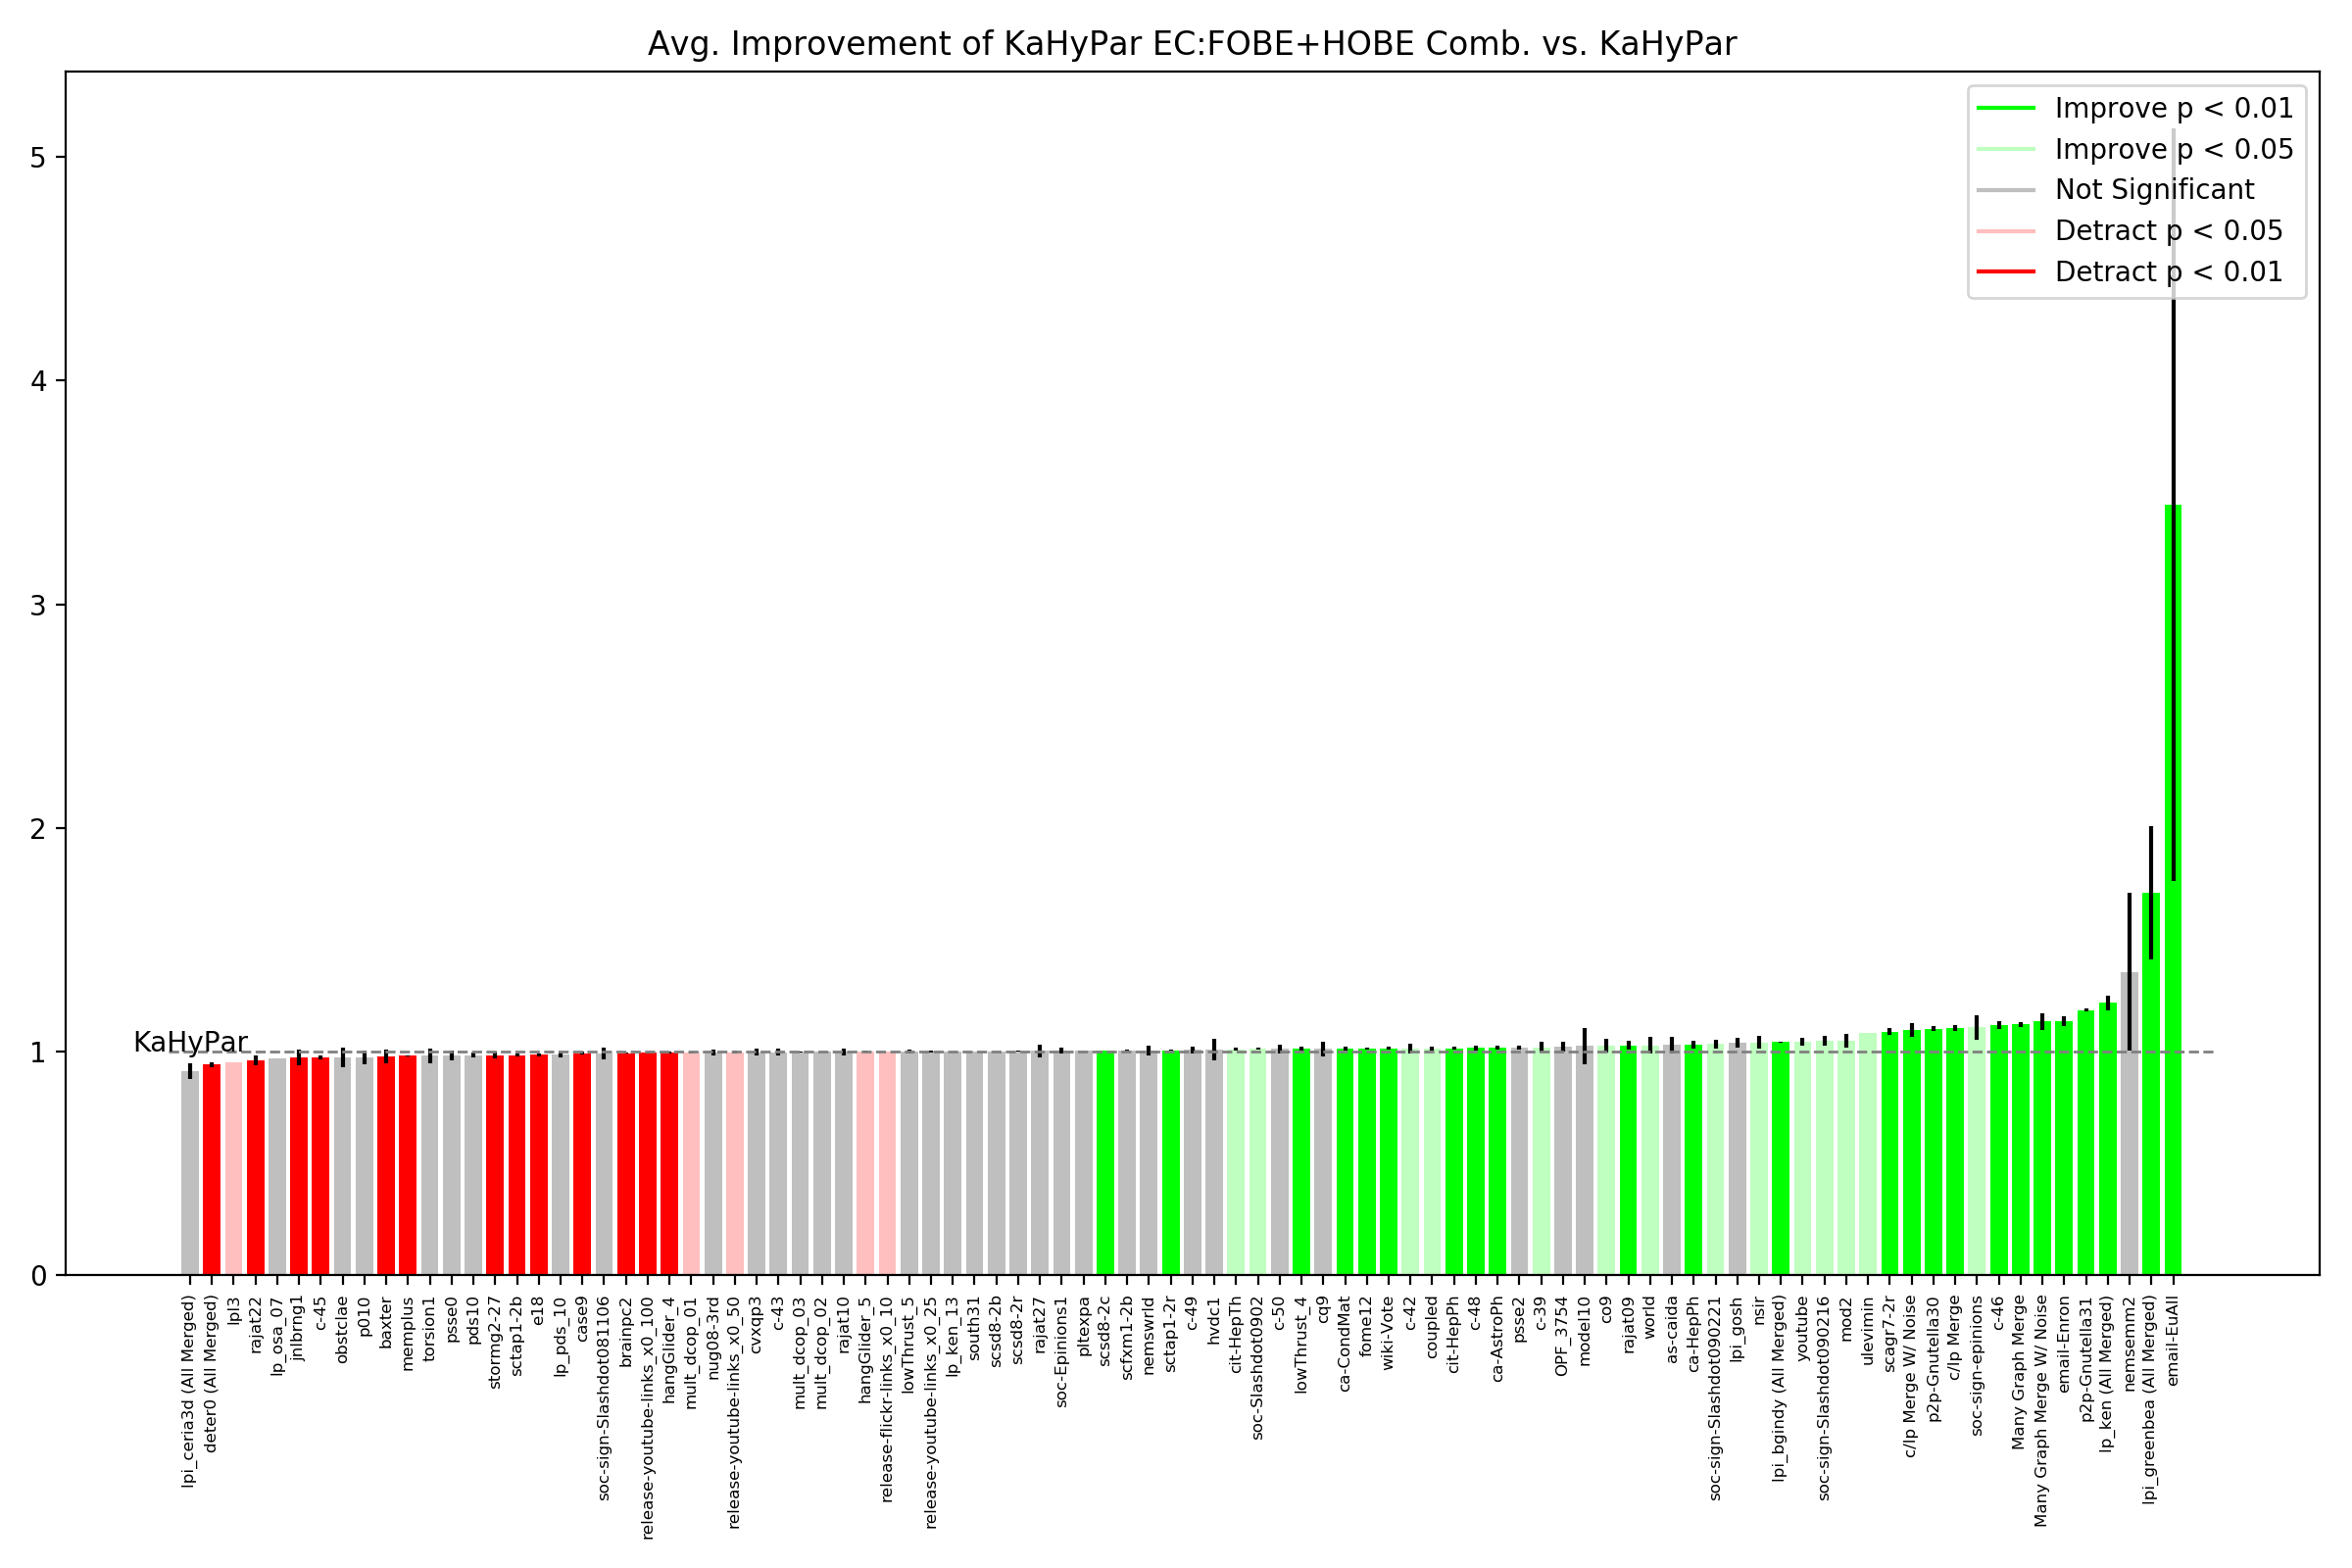 Avg. Improvement of KaHyPar EC:FOBE+HOBE Comb. vs. KaHyPar
Improve p < 0.01
Improve p < 0.05
Not Significant
Detract p < 0.05
Detract p < 0.01
5
4
3
2
1
0
KaHyPar
lpi_ceria3d (All Merged)
deter0 (All Merged)
lpl3
rajat22
lp_osa_07
jnlbrng1
c-45
obstclae
p010
baxter
memplus
torsion1
psse0
pds10
stormg2-27
sctap1-2b
e18
lp_pds_10
case9
soc-sign-Slashdot081106
brainpc2
release-youtube-links_x0_100
hangGlider_4
mult_dcop_01
nug08-3rd
release-youtube-links_x0_50
cvxqp3
c-43
mult_dcop_03
mult_dcop_02
rajat10
hangGlider_5
release-flickr-links_x0_10
lowThrust_5
release-youtube-links_x0_25
lp_ken_13
south31
scsd8-2b
scsd8-2r
rajat27
soc-Epinions1
pltexpa
scsd8-2c
scfxm1-2b
nemswrld
sctap1-2r
c-49
hvdc1
cit-HepTh
soc-Slashdot0902
c-50
lowThrust_4
cq9
ca-CondMat
fome12
wiki-Vote
c-42
coupled
cit-HepPh
c-48
ca-AstroPh
psse2
c-39
OPF_3754
model10
co9
rajat09
world
as-caida
ca-HepPh
soc-sign-Slashdot090221
lpi_gosh
nsir
lpi_bgindy (All Merged)
youtube
soc-sign-Slashdot090216
mod2
ulevimin
scagr7-2r
c/lp Merge W/ Noise
p2p-Gnutella30
c/lp Merge
soc-sign-epinions
c-46
Many Graph Merge
Many Graph Merge W/ Noise
email-Enron
p2p-Gnutella31
lp_ken (All Merged)
nemsemm2
lpi_greenbea (All Merged)
email-EuAll